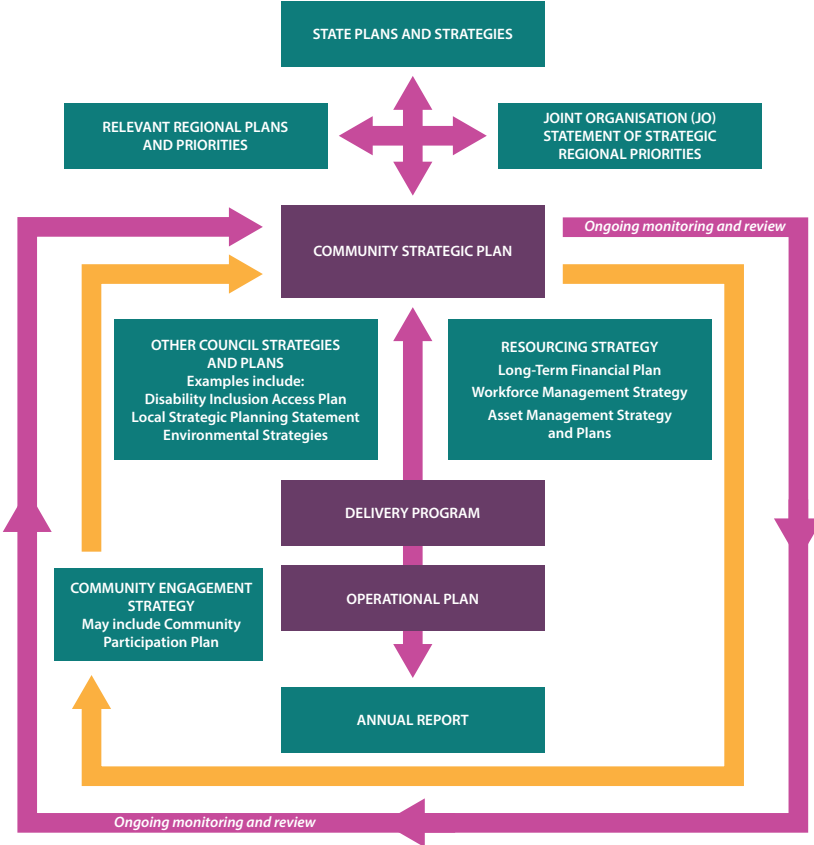 STATE PLANS AND STRATEGIES
RELEVANT REGIONAL PLANS
AND PRIORITIES
JOINT ORGANISATION (JO)
STATEMENT OF STRATEGIC
REGIONAL PRIORITIES
COMMUNITY STRATEGIC PLAN
Ongoing monitoring and review
OTHER COUNCIL STRATEGIES
AND PLANS
Examples include:
Disability Inclusion Access Plan
Local Strategic Planning Statement
Environmental Strategies
RESOURCING STRATEGY
Long-Term Financial Plan
Workforce Management Strategy
Asset Management Strategy
and Plans
DELIVERY PROGRAM
COMMUNITY ENGAGEMENT
STRATEGY
May include Community
Participation Plan
OPERATIONAL PLAN
ANNUAL REPORT
Ongoing monitoring and review